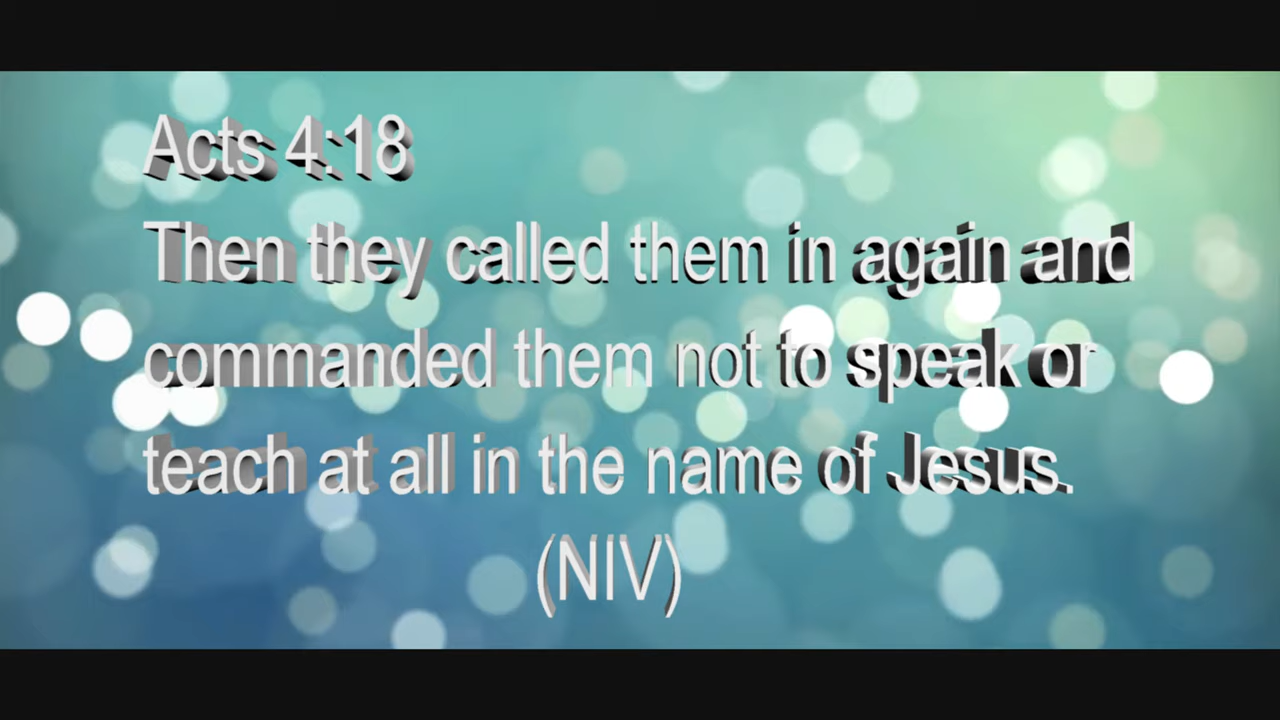 Acts 4:18
Then they called them in again and
commanded them not to speak or
teach at all in the name of Jesus.
(NIV)